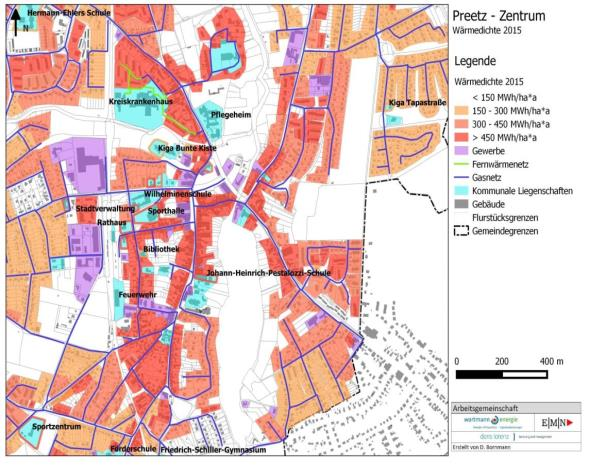 Hermann-Ehlers Schule
N
Kreiskrankenhaus
Pflegeheim
Kiga Tapastraße
Kiga Bunte Kiste
Wilhelminenschule
Stadtverwaltung
Sporthalle
Rathaus
Bibliothek
Johann-Heinrich-Pestalozzi-Schule
Feuerwehr
Sportzentrum
Förderschule
Friedrich-Schiller-Gymnasium
Preetz - Zentrum
Wärmedichte 2015
Legende
Wärmedichte 2015
< 150 MWh/ha*a
150 - 300 MWh/ha*a
300 - 450 MWh/ha*a
> 450 MWh/ha*a
Gewerbe
Fernwärmenetz
Gasnetz
Kommunale Liegenschaften
Gebäude
Flurstücksgrenzen
Gemeindegrenzen
0 200 400 m
Arbeitsgemeinschaft
wortmann energie
E|M|N
doris lorenz
Erstellt von D. Bornmann